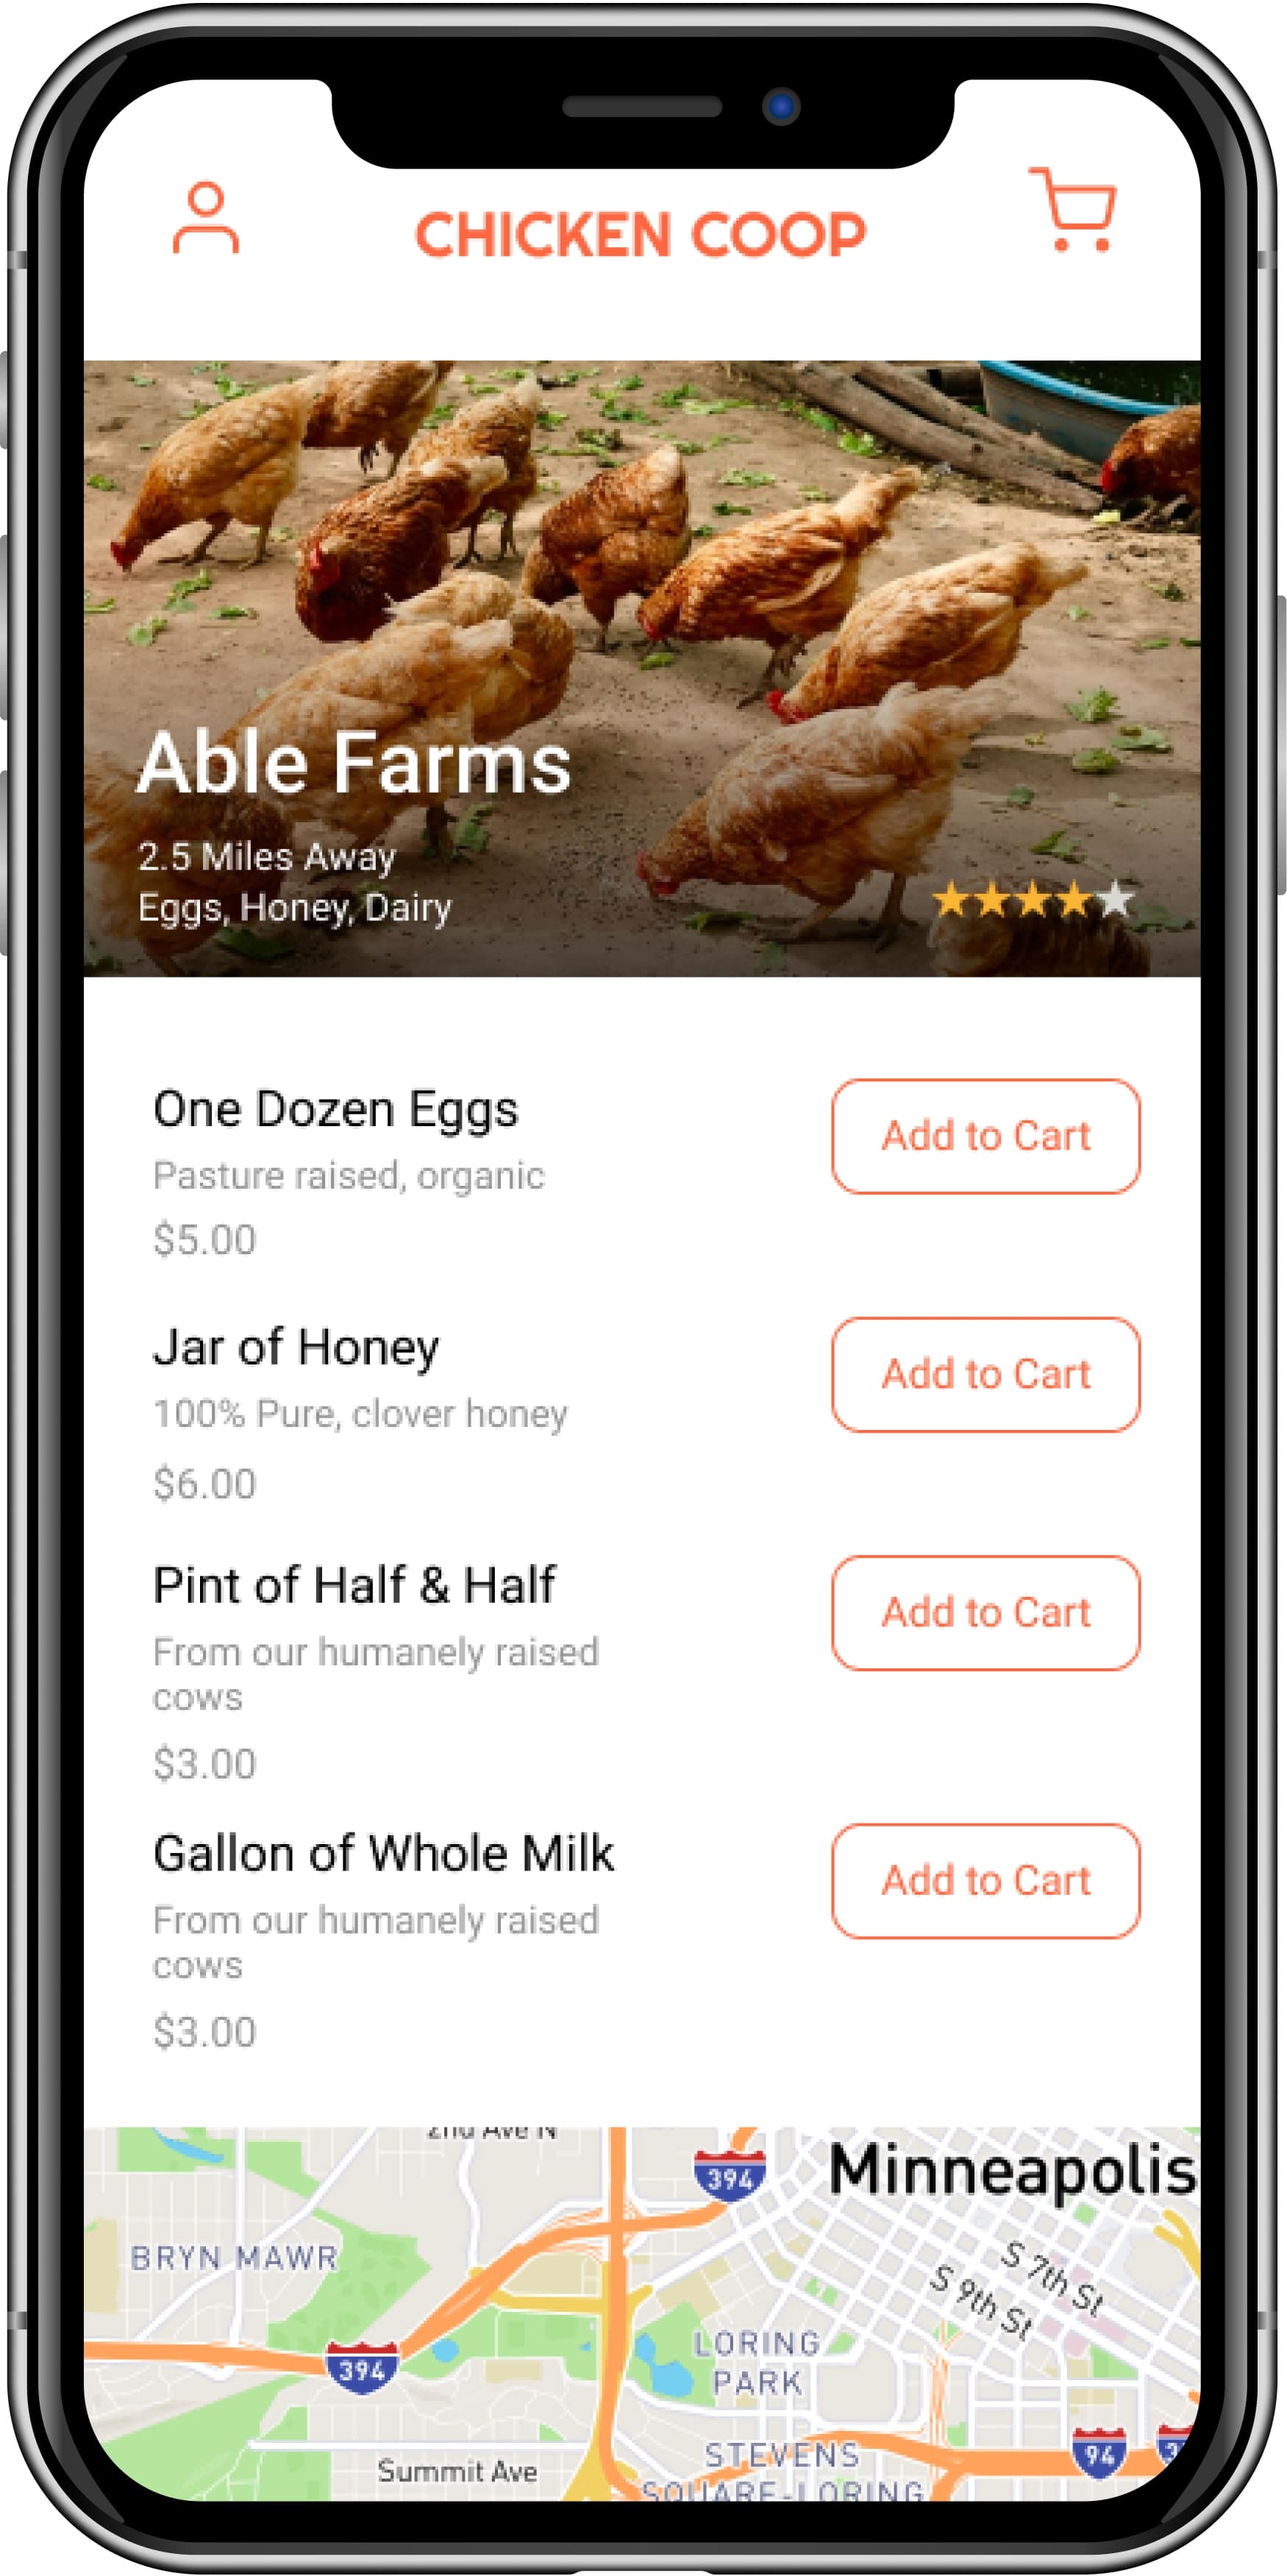 CHICKEN COOP
Able Farms
2.5 Miles Away
Eggs, Honey, Dairy
One Dozen Eggs
Add to Cart
Pasture raised, organic
$5.00
Jar of Honey
Add to Cart
100% Pure, clover honey
$6.00
Pint of Half & Half
Add to Cart
From our humanely raised
cows
$3.00
Gallon of Whole Milk
Add to Cart
From our humanely raised
cows
$3.00
2nd Ave N
394
Minneapolis
BRYN MAWR
S 7th St
S 9th St
394
LORING
PARK
STEVENS
SQUARE-LORING
94
Summit Ave